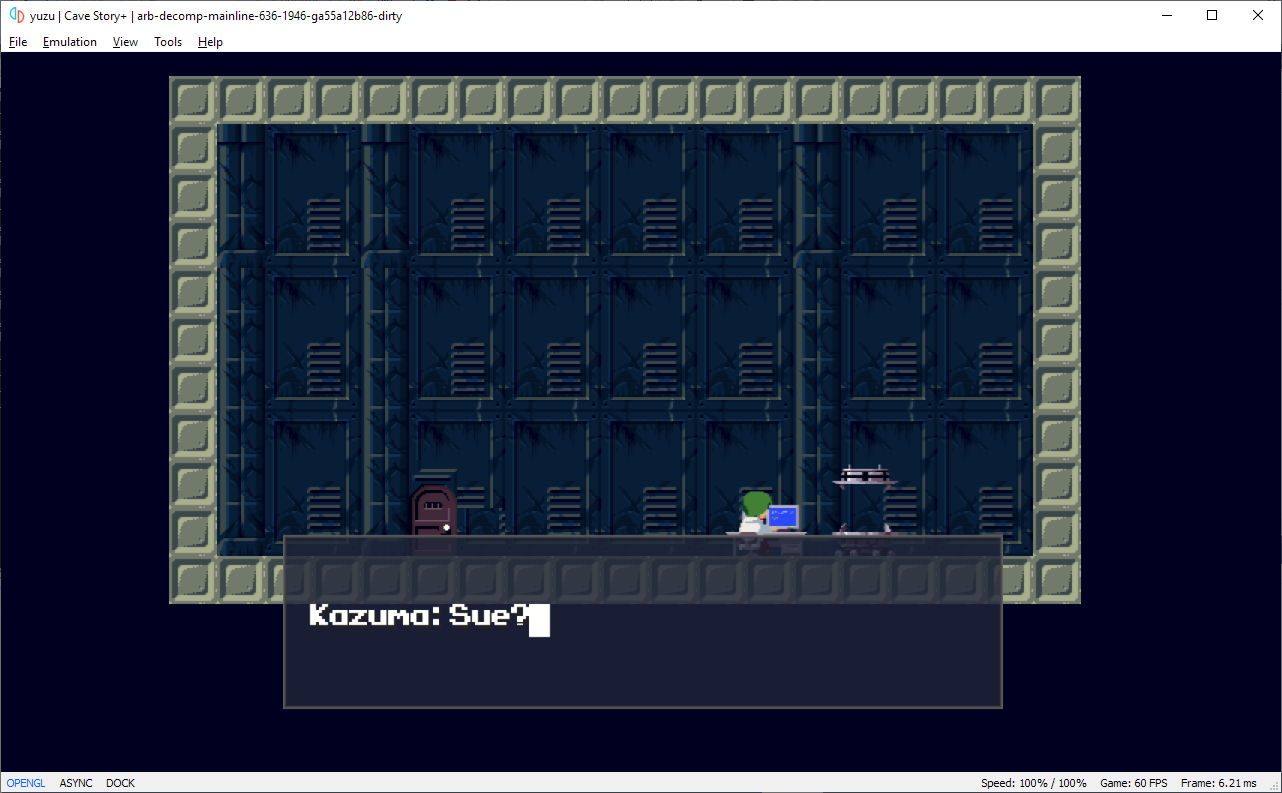 yuzu | Cave Story+ | arb-decomp-mainline-636-1946-ga55a12b86-dirty
File Emulation View Tools Help
Kazuma: Sue?
OPENGL ASYNC DOCK Speed: 100% / 100% Game: 60 FPS Frame: 6.21 ms